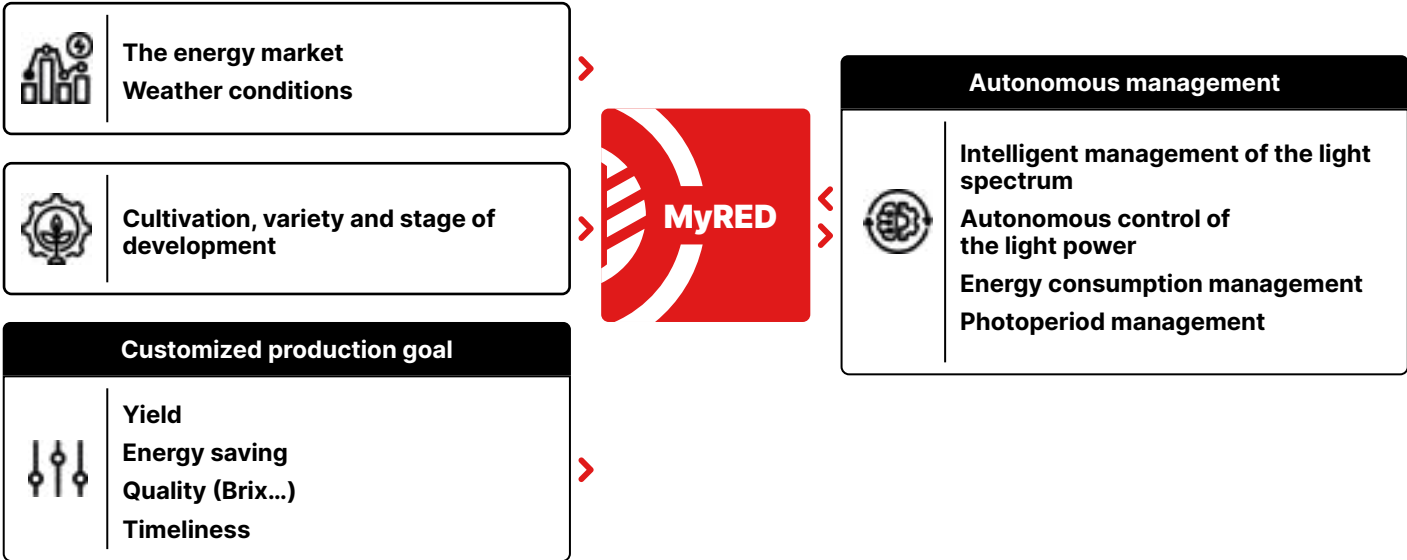 The energy market
Weather conditions
Cultivation, variety and stage of
development
Customized production goal
Yield
Energy saving
Quality (Brix...)
Timeliness
MyRED
Autonomous management
Intelligent management of the light
spectrum
Autonomous control of
the light power
Energy consumption management
Photoperiod management